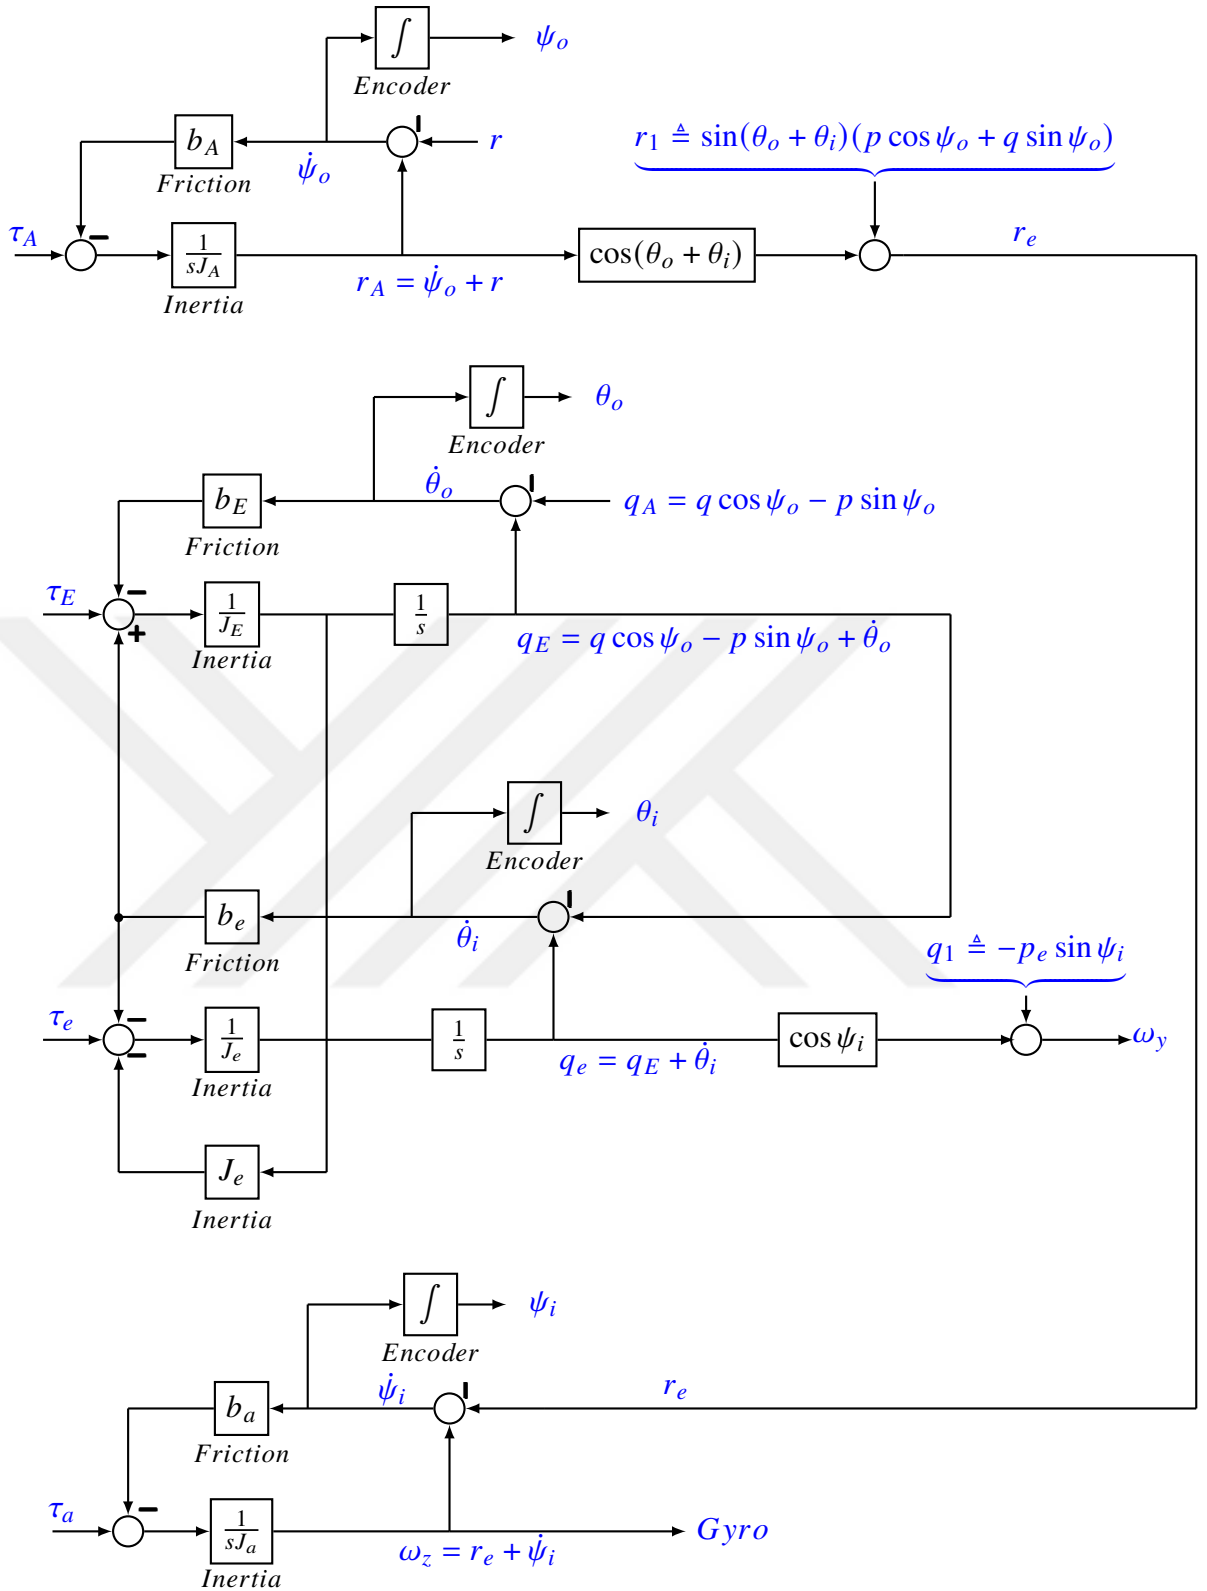 ∫ ψ_o
Encoder
b_A
Friction
ψ̇_o
r
r_1 ≜ sin(θ_o + θ_i)(p cos ψ_o + q sin ψ_o)
τ_A − 1/(sJ_A) cos(θ_o + θ_i) r_e
Inertia
r_A = ψ̇_o + r
∫ θ_o
Encoder
b_E
Friction
θ̇_o
q_A = q cos ψ_o − p sin ψ_o
τ_E − + 1/J_E 1/s
Inertia
q_E = q cos ψ_o − p sin ψ_o + θ̇_o
∫ θ_i
Encoder
b_e
Friction
θ̇_i
q_1 ≜ −p_e sin ψ_i
τ_e − − 1/J_e 1/s cos ψ_i ω_y
Inertia
q_e = q_E + θ̇_i
J_e
Inertia
∫ ψ_i
Encoder
b_a
Friction
ψ̇_i
r_e
τ_a − 1/(sJ_a) Gyro
Inertia
ω_z = r_e + ψ̇_i